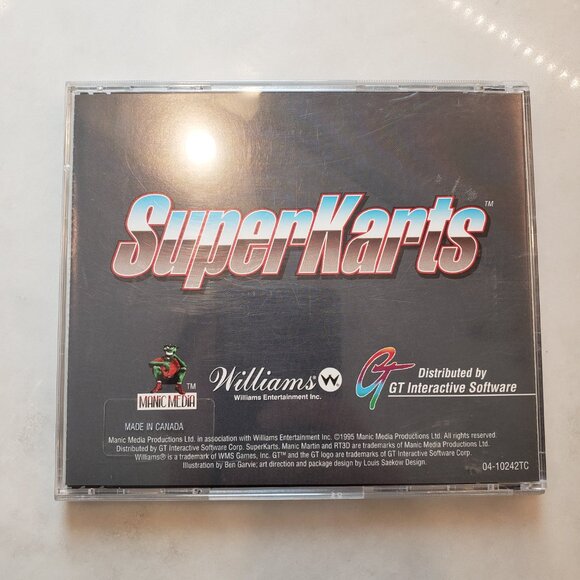 SuperKarts™
MANIC MEDIA
™
Williams W
Williams Entertainment Inc.
GT
Distributed by
GT Interactive Software
MADE IN CANADA
Manic Media Productions Ltd. in association with Williams Entertainment Inc. ©1995 Manic Media Productions Ltd. All rights reserved.
Distributed by GT Interactive Software Corp. SuperKarts, Manic Martin and RT3D are trademarks of Manic Media Productions Ltd.
Williams® is a trademark of WMS Games, Inc. GT™ and the GT logo are trademarks of GT Interactive Software Corp.
Illustration by Ben Garvie; art direction and package design by Louis Saekow Design.
04-10242TC